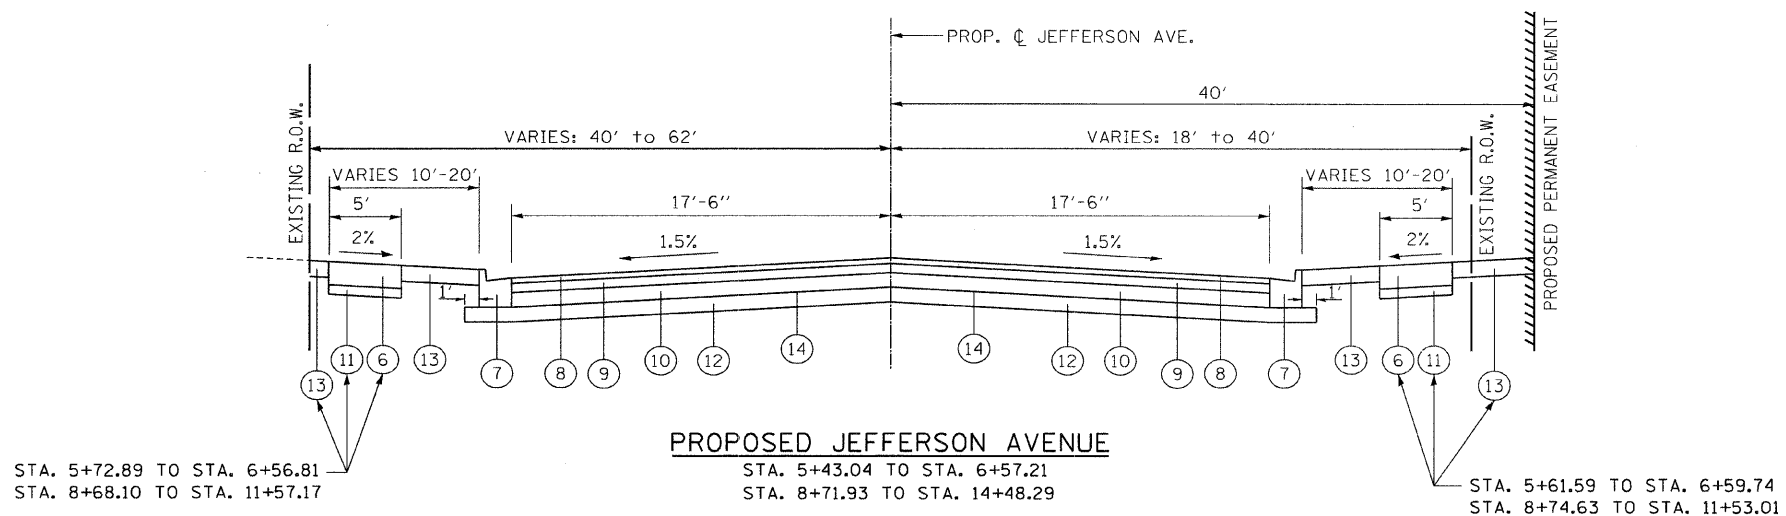 PROP. ℄ JEFFERSON AVE.
40'
VARIES: 40' to 62'
VARIES: 18' to 40'
EXISTING R.O.W.
EXISTING R.O.W.
PROPOSED PERMANENT EASEMENT
VARIES 10'-20'
VARIES 10'-20'
5'
17'-6"
17'-6"
5'
2%
1.5%
1.5%
2%
1'
1'
13
11
6
13
7
8
9
10
12
14
14
12
10
9
8
7
13
6
11
13
PROPOSED JEFFERSON AVENUE
STA. 5+43.04 TO STA. 6+57.21
STA. 8+71.93 TO STA. 14+48.29
STA. 5+72.89 TO STA. 6+56.81
STA. 8+68.10 TO STA. 11+57.17
STA. 5+61.59 TO STA. 6+59.74
STA. 8+74.63 TO STA. 11+53.01